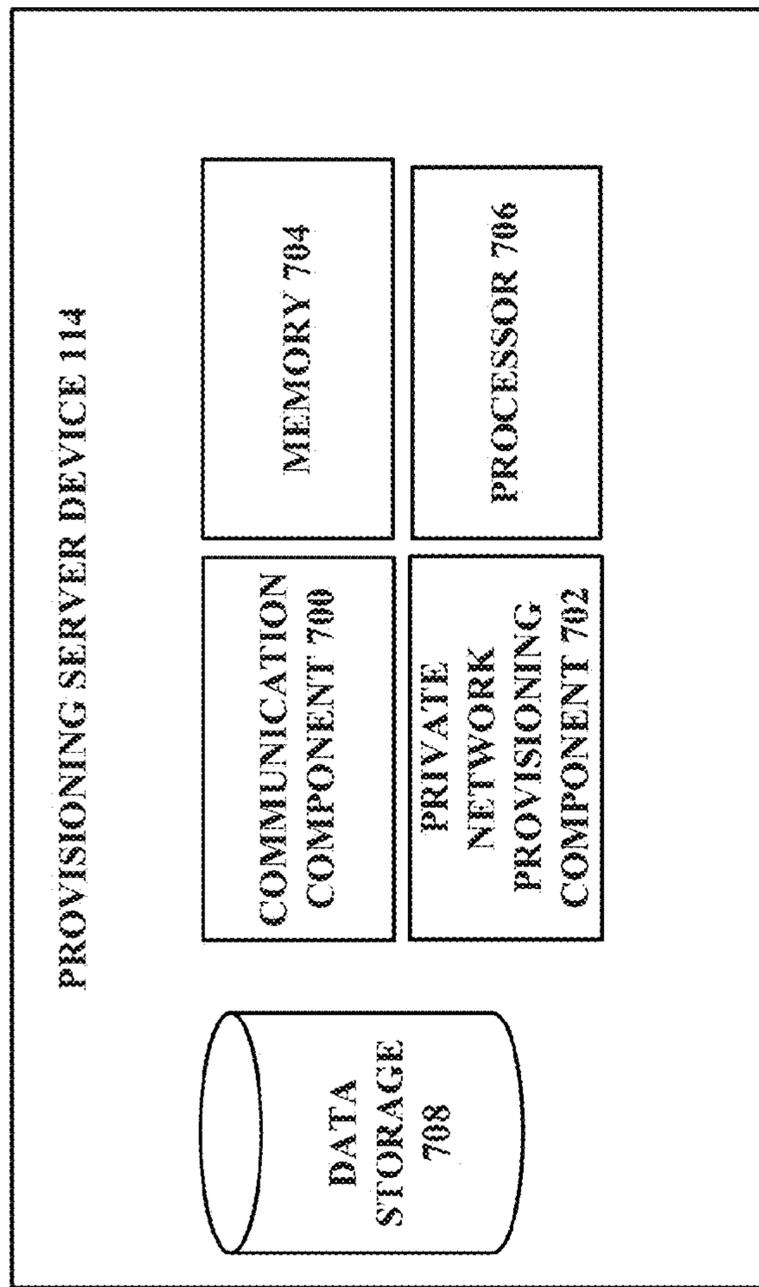 PROVISIONING SERVER DEVICE 114
DATA
STORAGE
708
COMMUNICATION
COMPONENT 700
MEMORY 704
PRIVATE
NETWORK
PROVISIONING
COMPONENT 702
PROCESSOR 706